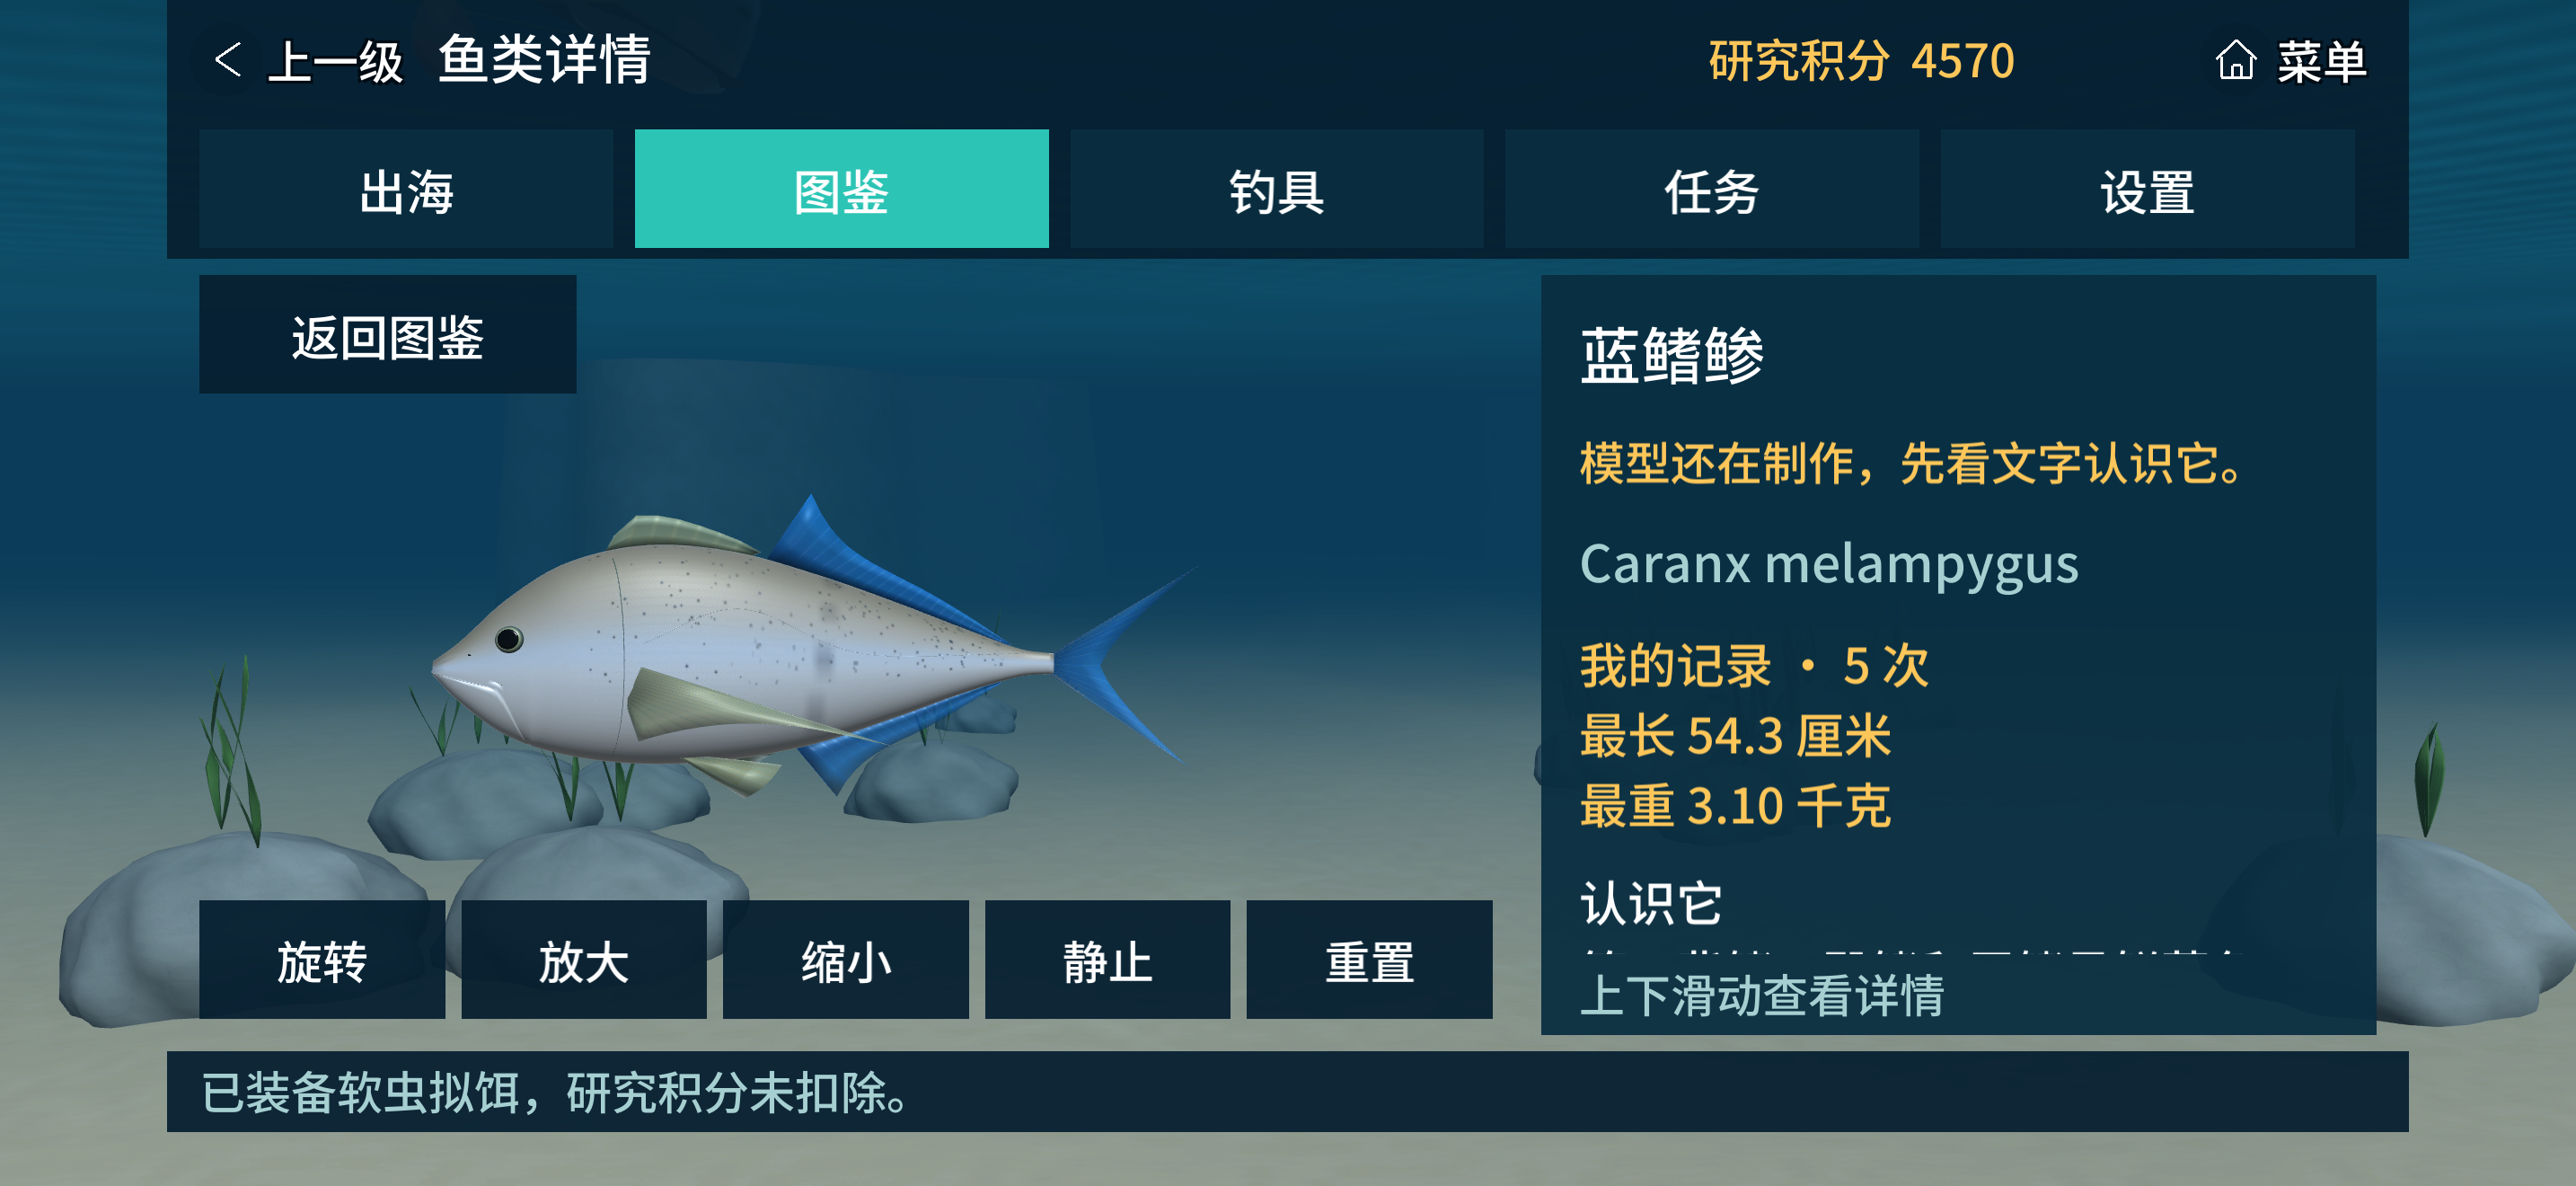 上一级 鱼类详情 研究积分 4570 菜单
出海 图鉴 钓具 任务 设置
返回图鉴
蓝鳍鲹
模型还在制作，先看文字认识它。
Caranx melampygus
我的记录 · 5 次
最长 54.3 厘米
最重 3.10 千克
认识它
上下滑动查看详情
旋转 放大 缩小 静止 重置
已装备软虫拟饵，研究积分未扣除。